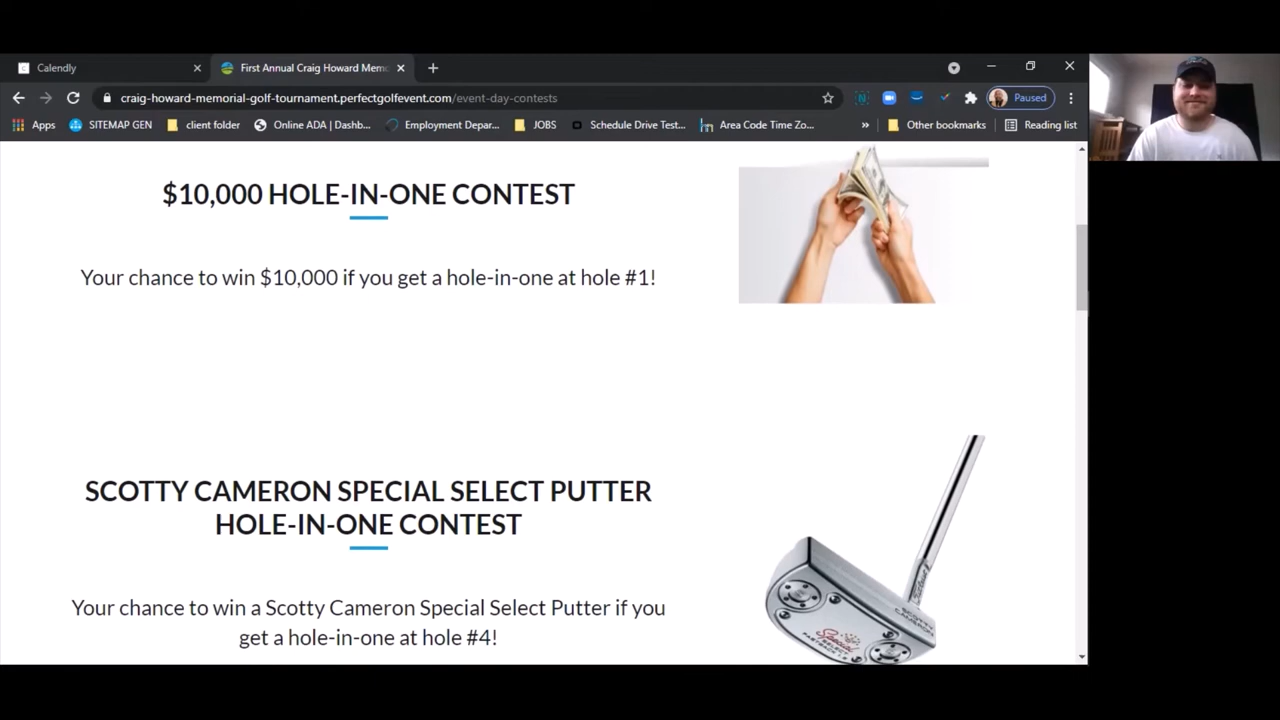 Calendly
First Annual Craig Howard Memo
craig-howard-memorial-golf-tournament.perfectgolfevent.com/event-day-contests
Paused
Apps
SITEMAP GEN
client folder
Online ADA | Dashb...
Employment Depar...
JOBS
Schedule Drive Test...
Area Code Time Zo...
»
Other bookmarks
Reading list
$10,000 HOLE-IN-ONE CONTEST
Your chance to win $10,000 if you get a hole-in-one at hole #1!
SCOTTY CAMERON SPECIAL SELECT PUTTER
HOLE-IN-ONE CONTEST
Your chance to win a Scotty Cameron Special Select Putter if you
get a hole-in-one at hole #4!
SCOTTY
CAMERON
Special
SELECT